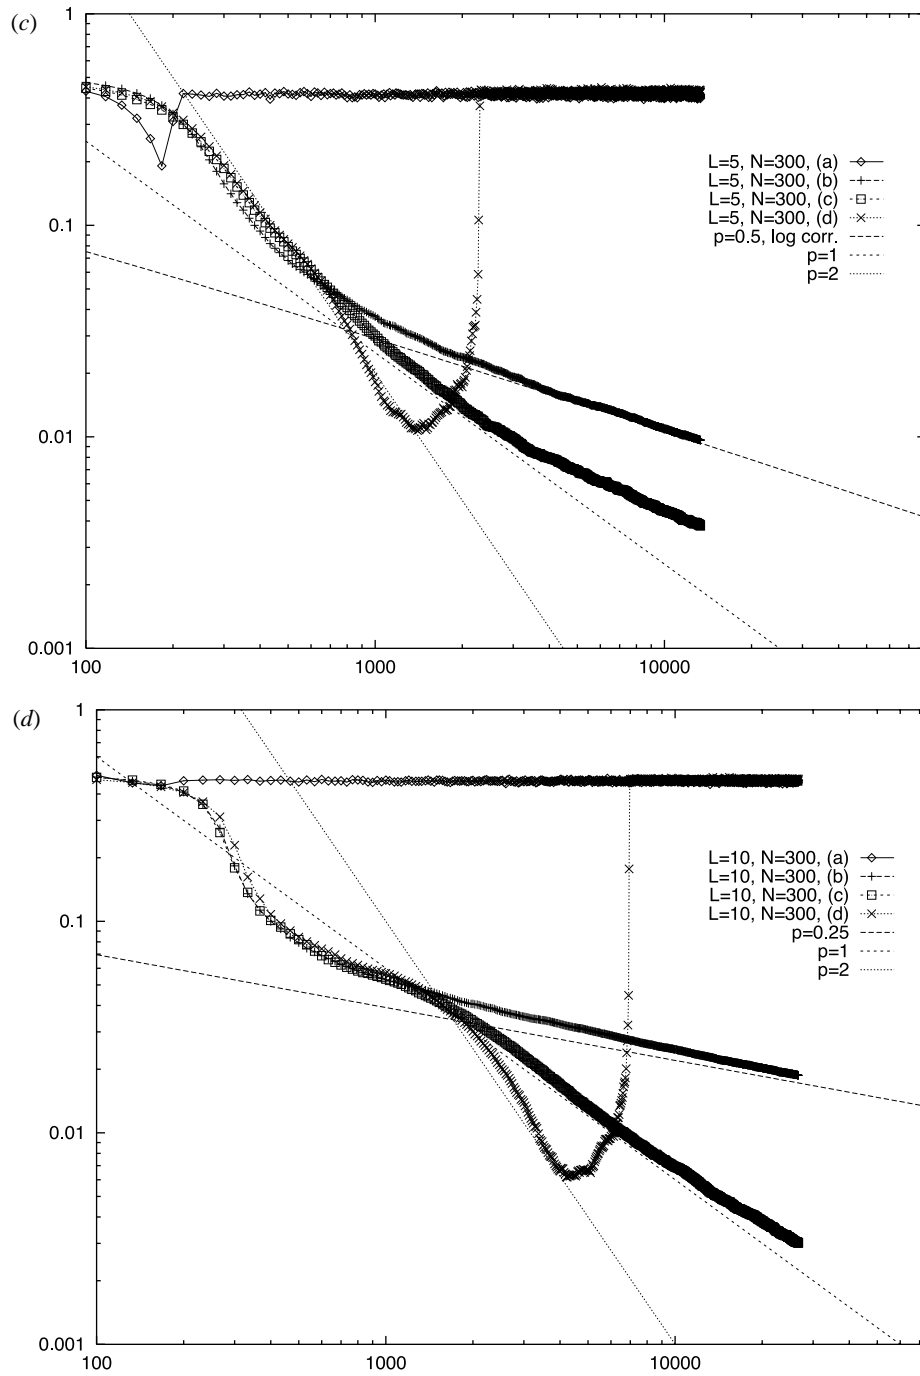 (c)
1
0.1
0.01
0.001
100
1000
10000
L=5, N=300, (a)
L=5, N=300, (b)
L=5, N=300, (c)
L=5, N=300, (d)
p=0.5, log corr.
p=1
p=2
(d)
1
0.1
0.01
0.001
100
1000
10000
L=10, N=300, (a)
L=10, N=300, (b)
L=10, N=300, (c)
L=10, N=300, (d)
p=0.25
p=1
p=2